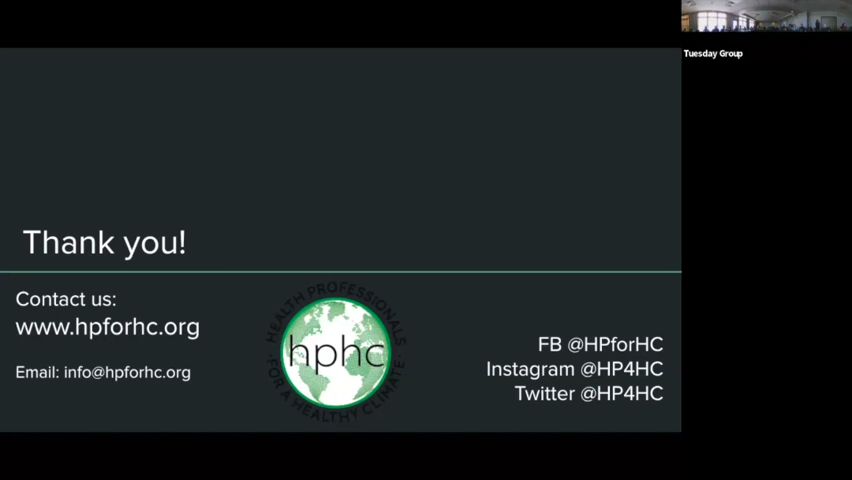 Tuesday Group
Thank you!
Contact us:
www.hpforhc.org
Email: info@hpforhc.org
HEALTH PROFESSIONALS
hphc
FOR A HEALTHY CLIMATE
FB @HPforHC
Instagram @HP4HC
Twitter @HP4HC